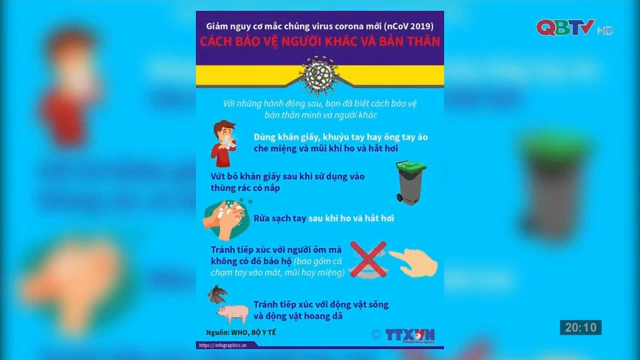 Giảm nguy cơ mắc chủng virus corona mới (nCoV 2019)
CÁCH BẢO VỆ NGƯỜI KHÁC VÀ BẢN THÂN
QBTV HD
Với những hành động sau, bạn đã biết cách bảo vệ
bản thân mình và người khác
Dùng khăn giấy, khuỷu tay hay ống tay áo
che miệng và mũi khi ho và hắt hơi
Vứt bỏ khăn giấy sau khi sử dụng vào
thùng rác có nắp
Rửa sạch tay sau khi ho và hắt hơi
Tránh tiếp xúc với người ốm mà
không có đồ bảo hộ (bao gồm cả
chạm tay vào mắt, mũi hay miệng)
Tránh tiếp xúc với động vật sống
và động vật hoang dã
Nguồn: WHO, BỘ Y TẾ
© TTXVN
https://infographics.vn
20:10